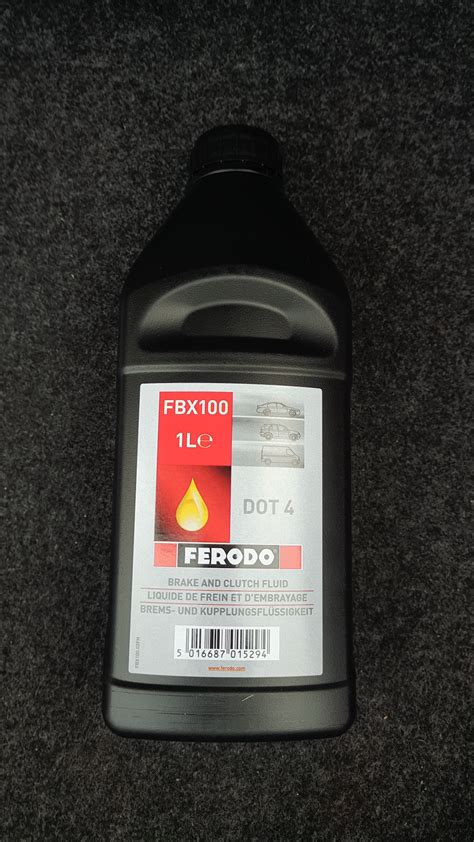 FBX100
1L℮
DOT 4
FERODO
BRAKE AND CLUTCH FLUID
LIQUIDE DE FREIN ET D'EMBRAYAGE
BREMS- UND KUPPLUNGSFLÜSSIGKEIT
5 016687 015294
www.ferodo.com